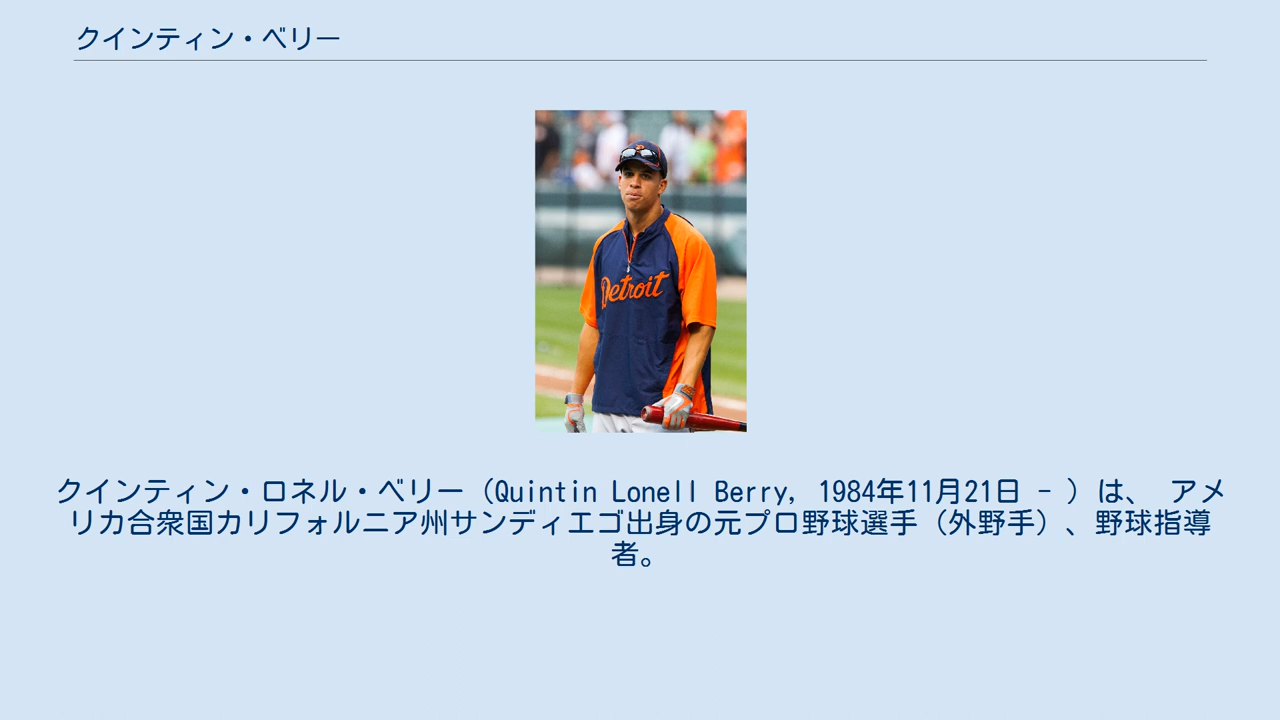 クインティン・ベリー
Detroit
クインティン・ロネル・ベリー（Quintin Lonell Berry, 1984年11月21日 - ）は、 アメ
リカ合衆国カリフォルニア州サンディエゴ出身の元プロ野球選手（外野手）、野球指導
者。